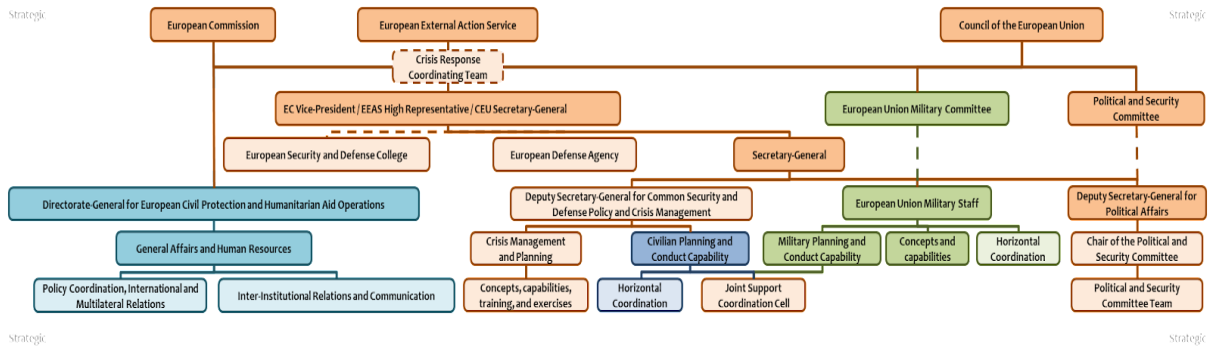 Strategic
Strategic
European Commission
European External Action Service
Council of the European Union
Crisis Response
Coordinating Team
EC Vice-President / EEAS High Representative / CEU Secretary-General
European Union Military Committee
Political and Security
Committee
European Security and Defense College
European Defense Agency
Secretary-General
Directorate-General for European Civil Protection and Humanitarian Aid Operations
Deputy Secretary-General for Common Security and
Defense Policy and Crisis Management
European Union Military Staff
Deputy Secretary-General for
Political Affairs
General Affairs and Human Resources
Crisis Management
and Planning
Civilian Planning and
Conduct Capability
Military Planning and
Conduct Capability
Concepts and
capabilities
Horizontal
Coordination
Chair of the Political and
Security Committee
Policy Coordination, International and
Multilateral Relations
Inter-Institutional Relations and Communication
Concepts, capabilities,
training, and exercises
Horizontal
Coordination
Joint Support
Coordination Cell
Political and Security
Committee Team
Strategic
Strategic